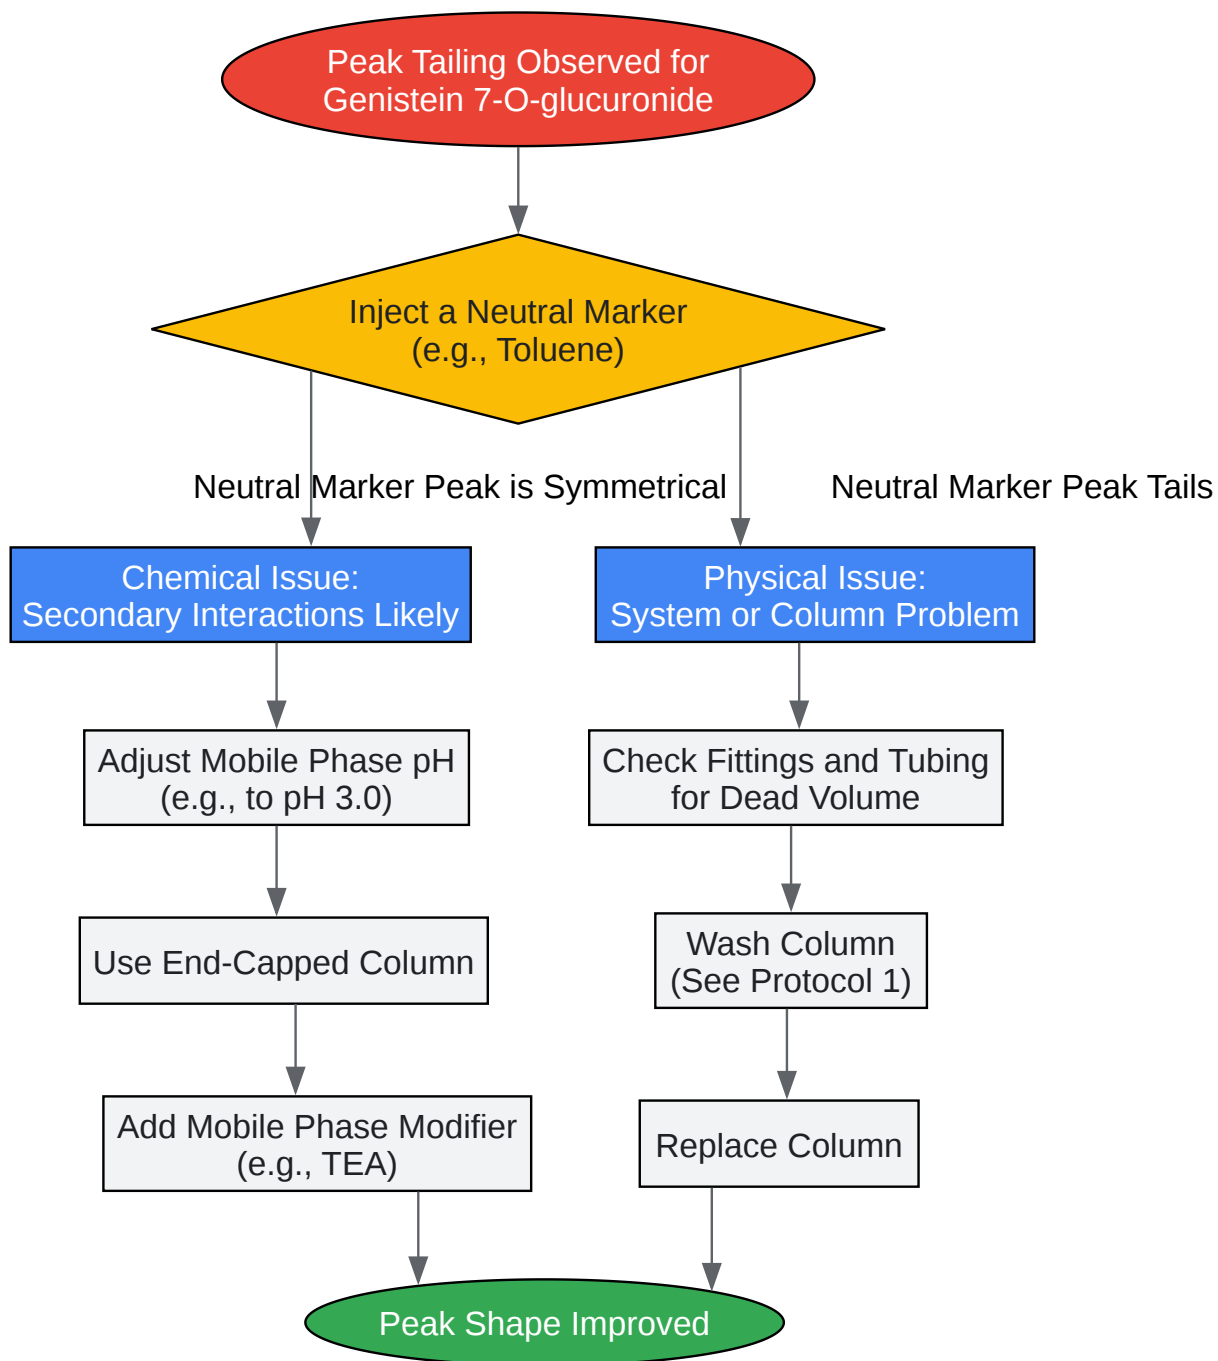 Peak Tailing Observed for
Genistein 7-O-glucuronide
Inject a Neutral Marker
(e.g., Toluene)
Neutral Marker Peak is Symmetrical
Neutral Marker Peak Tails
Chemical Issue:
Secondary Interactions Likely
Physical Issue:
System or Column Problem
Adjust Mobile Phase pH
(e.g., to pH 3.0)
Check Fittings and Tubing
for Dead Volume
Use End-Capped Column
Wash Column
(See Protocol 1)
Add Mobile Phase Modifier
(e.g., TEA)
Replace Column
Peak Shape Improved